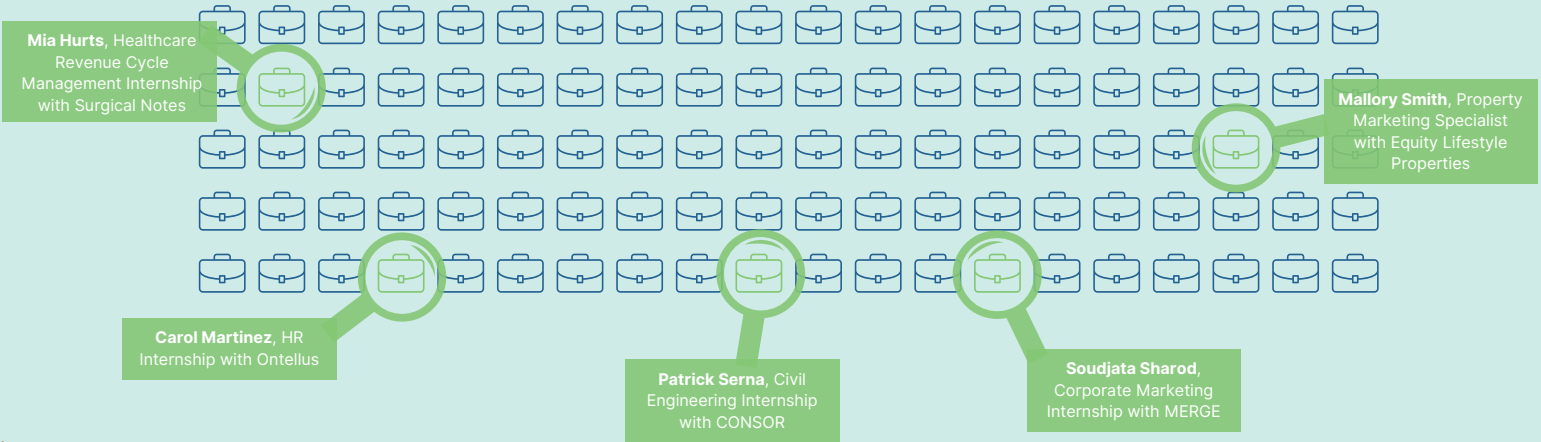 Mia Hurts, Healthcare
Revenue Cycle
Management Internship
with Surgical Notes
Mallory Smith, Property
Marketing Specialist
with Equity Lifestyle
Properties
Carol Martinez, HR
Internship with Ontellus
Patrick Serna, Civil
Engineering Internship
with CONSOR
Soudjata Sharod,
Corporate Marketing
Internship with MERGE